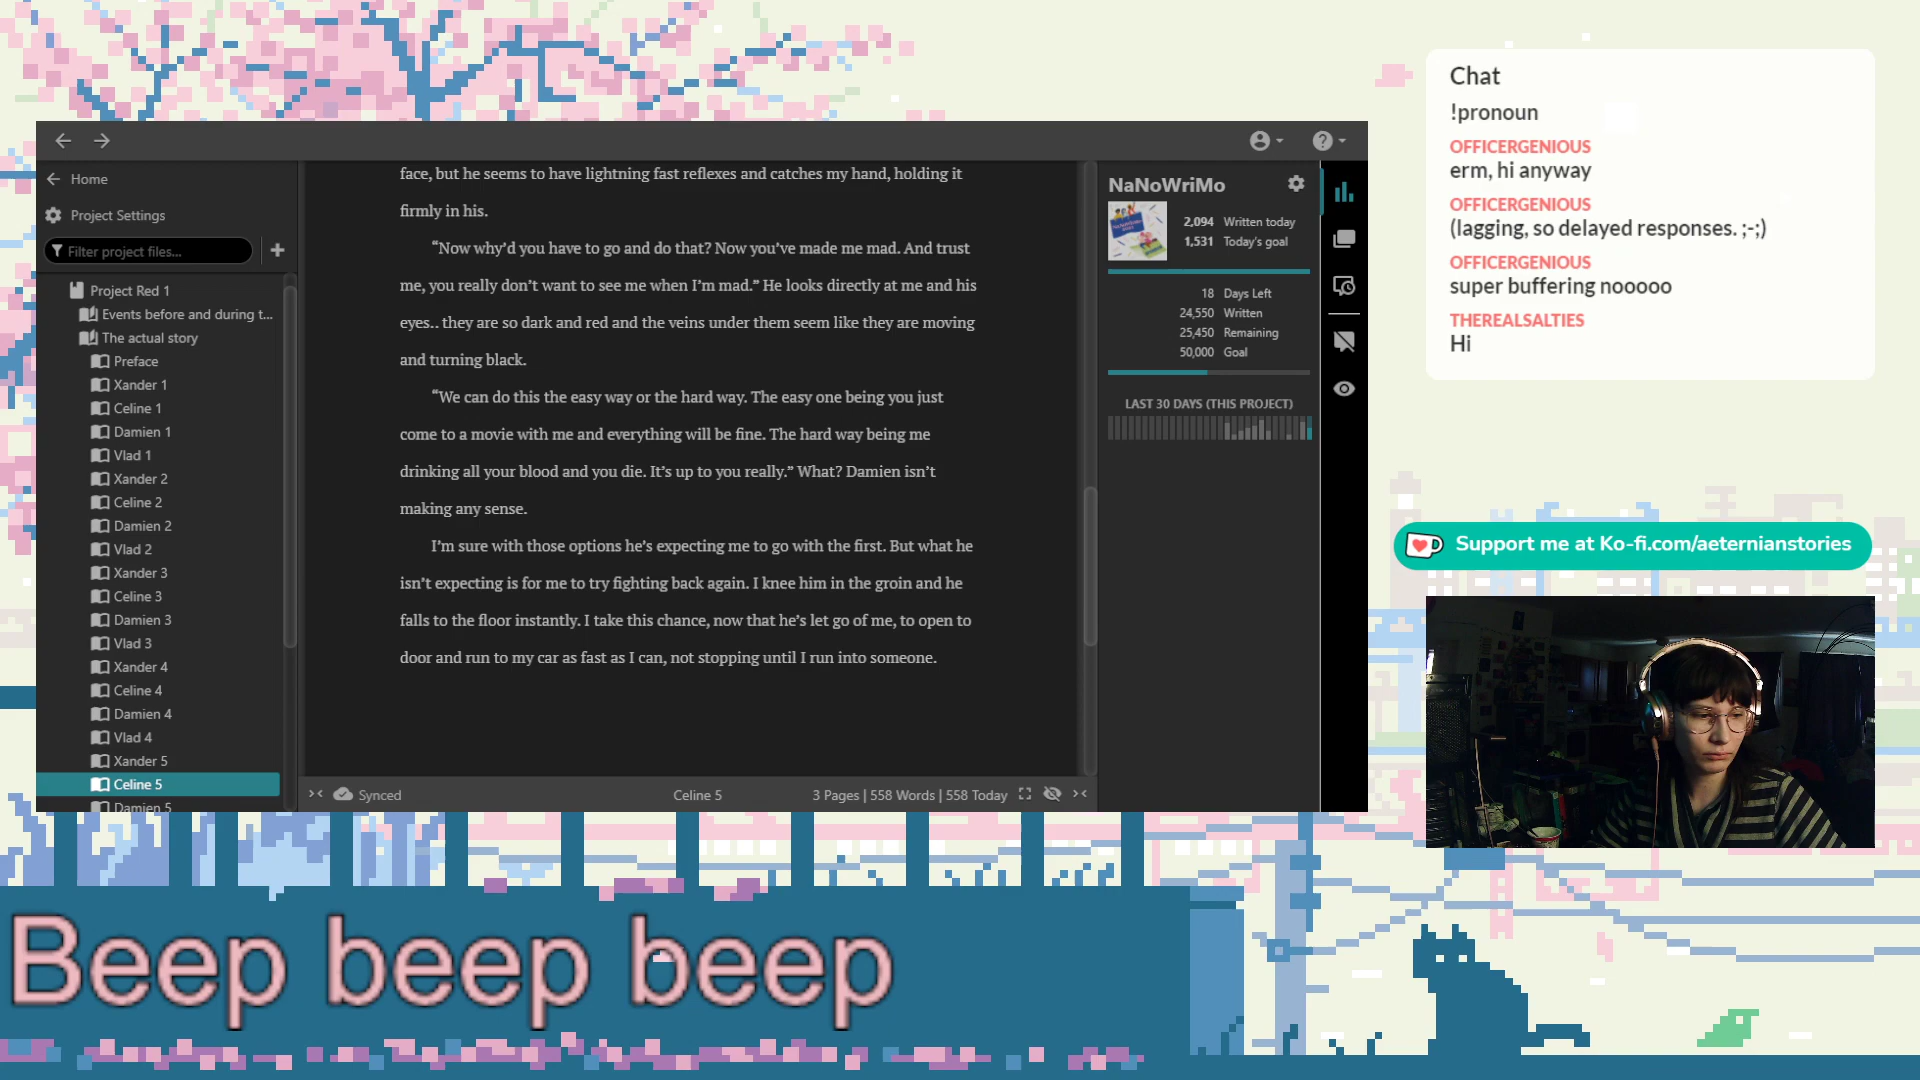 Home
Project Settings
Filter project files...
Project Red 1
Events before and during t...
The actual story
Preface
Xander 1
Celine 1
Damien 1
Vlad 1
Xander 2
Celine 2
Damien 2
Vlad 2
Xander 3
Celine 3
Damien 3
Vlad 3
Xander 4
Celine 4
Damien 4
Vlad 4
Xander 5
Celine 5
Damien 5
face, but he seems to have lightning fast reflexes and catches my hand, holding it
firmly in his.
“Now why’d you have to go and do that? Now you’ve made me mad. And trust
me, you really don’t want to see me when I’m mad.” He looks directly at me and his
eyes.. they are so dark and red and the veins under them seem like they are moving
and turning black.
“We can do this the easy way or the hard way. The easy one being you just
come to a movie with me and everything will be fine. The hard way being me
drinking all your blood and you die. It’s up to you really.” What? Damien isn’t
making any sense.
I’m sure with those options he’s expecting me to go with the first. But what he
isn’t expecting is for me to try fighting back again. I knee him in the groin and he
falls to the floor instantly. I take this chance, now that he’s let go of me, to open to
door and run to my car as fast as I can, not stopping until I run into someone.
Synced
Celine 5
3 Pages | 558 Words | 558 Today
NaNoWriMo
2,094 Written today
1,531 Today's goal
18 Days Left
24,550 Written
25,450 Remaining
50,000 Goal
LAST 30 DAYS (THIS PROJECT)
Chat
!pronoun
OFFICERGENIOUS
erm, hi anyway
OFFICERGENIOUS
(lagging, so delayed responses. ;-;)
OFFICERGENIOUS
super buffering nooooo
THEREALSALTIES
Hi
Support me at Ko-fi.com/aeternianstories
Beep beep beep